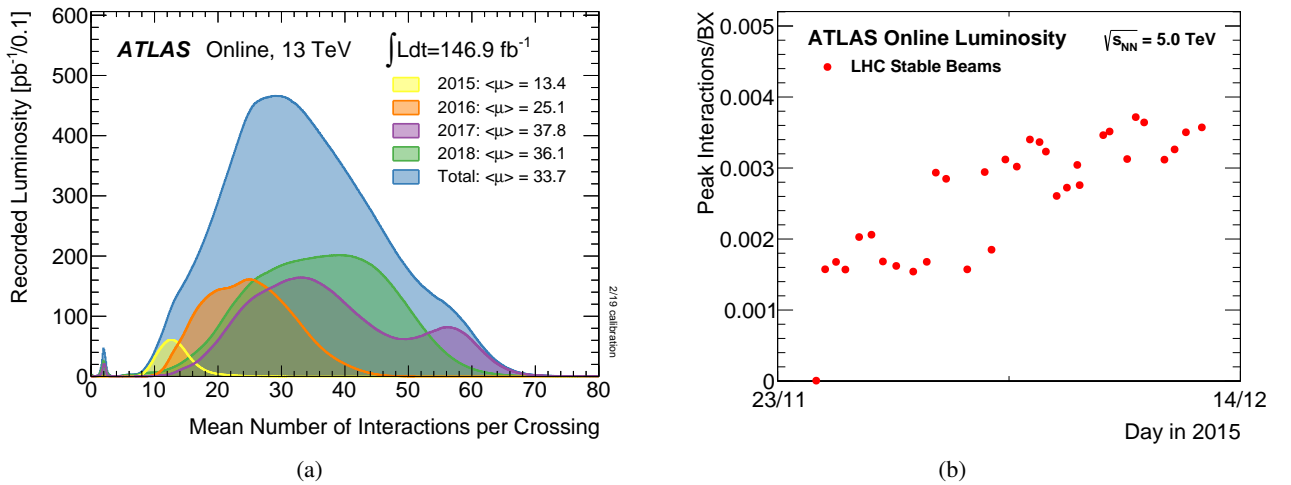 ATLAS Online, 13 TeV ∫Ldt=146.9 fb⁻¹
2015: <μ> = 13.4
2016: <μ> = 25.1
2017: <μ> = 37.8
2018: <μ> = 36.1
Total: <μ> = 33.7
Recorded Luminosity [pb⁻¹/0.1]
600
500
400
300
200
100
0
0 10 20 30 40 50 60 70 80
Mean Number of Interactions per Crossing
2/19 calibration
(a)
ATLAS Online Luminosity √sNN = 5.0 TeV
LHC Stable Beams
Peak Interactions/BX
0.005
0.004
0.003
0.002
0.001
0
23/11 14/12
Day in 2015
(b)